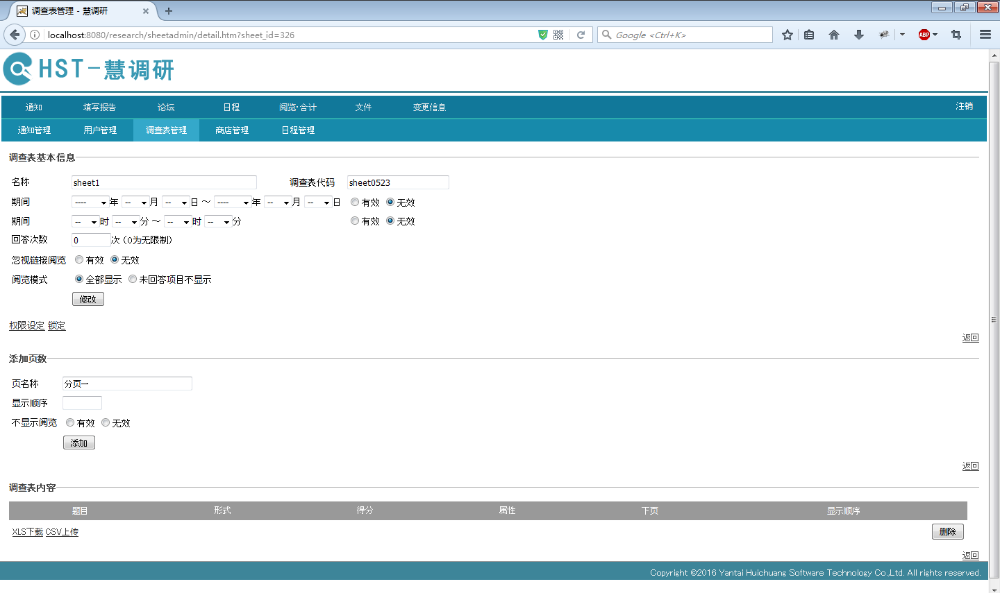 调查表管理 - 慧调研
localhost:8080/research/sheetadmin/detail.htm?sheet_id=326
Google <Ctrl+K>
ABP
HST-慧调研
通知 填写报告 论坛 日程 阅览·合计 文件 变更信息 注销
通知管理 用户管理 调查表管理 商店管理 日程管理
调查表基本信息
名称 sheet1 调查表代码 sheet0523
期间 ---- 年 -- 月 -- 日 ～ ---- 年 -- 月 -- 日 有效 无效
期间 -- 时 -- 分 ～ -- 时 -- 分 有效 无效
回答次数 0 次（0为无限制）
忽视链接阅览 有效 无效
阅览模式 全部显示 未回答项目不显示
修改
权限设定 锁定
返回
添加页数
页名称 分页一
显示顺序
不显示阅览 有效 无效
添加
返回
调查表内容
题目 形式 得分 属性 下页 显示顺序
XLS下载 CSV上传 删除
返回
Copyright ©2016 Yantai Huichuang Software Technology Co.,Ltd. All rights reserved.